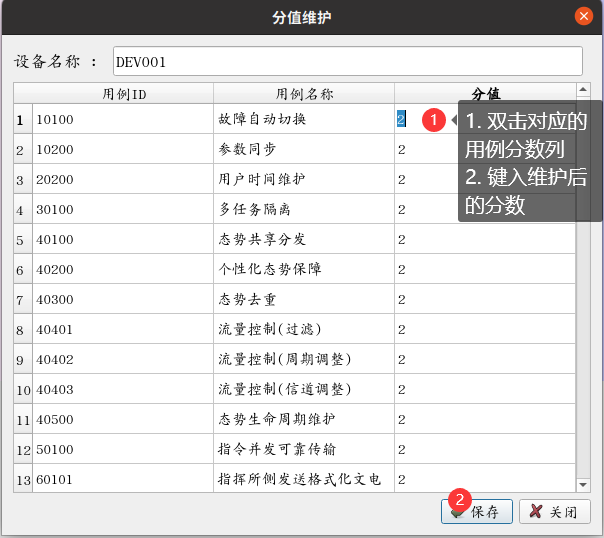 分值维护
设备名称 ： DEV001
用例ID 用例名称 分值
1 10100 故障自动切换 2
1
1. 双击对应的
用例分数列
2. 键入维护后
的分数
2 10200 参数同步 2
3 20200 用户时间维护 2
4 30100 多任务隔离 2
5 40100 态势共享分发 2
6 40200 个性化态势保障 2
7 40300 态势去重 2
8 40401 流量控制(过滤) 2
9 40402 流量控制(周期调整) 2
10 40403 流量控制(信道调整) 2
11 40500 态势生命周期维护 2
12 50100 指令并发可靠传输 2
13 60101 指挥所侧发送格式化文电 2
2
保存 关闭